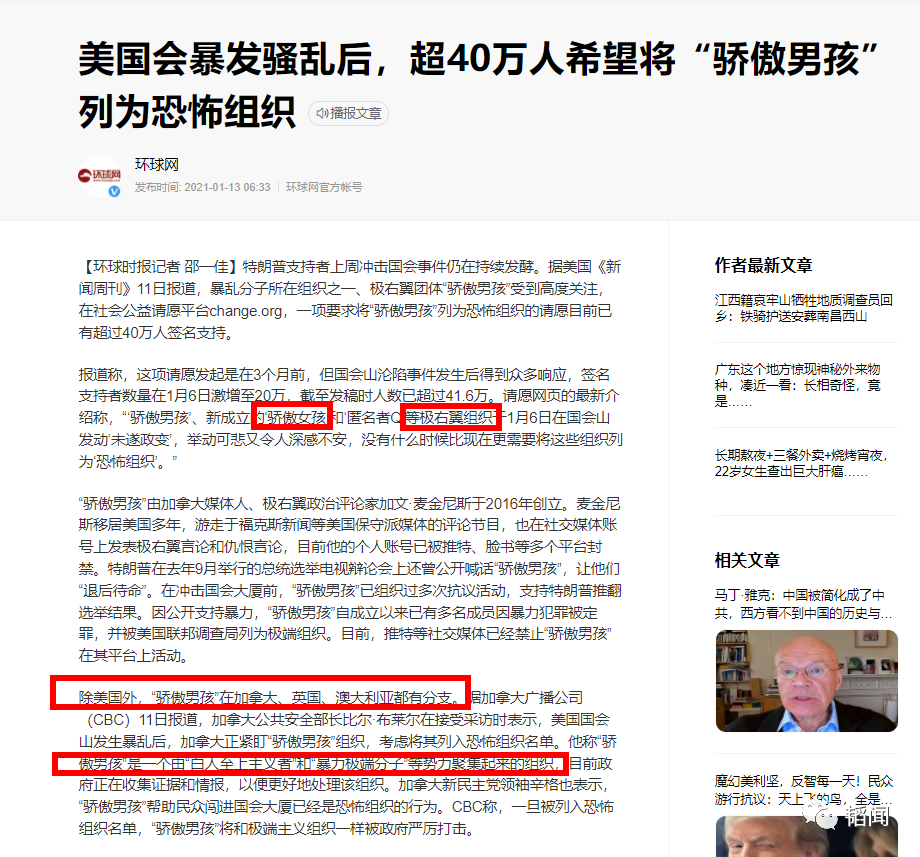 美国会暴发骚乱后，超40万人希望将“骄傲男孩”
列为恐怖组织
播报文章
环球网
环球网
发布时间: 2021-01-13 06:33
环球网官方帐号
【环球时报记者 邵一佳】特朗普支持者上周冲击国会事件仍在持续发酵。据美国《新
闻周刊》11日报道，暴乱分子所在组织之一、极右翼团体“骄傲男孩”受到高度关注，
在社会公益请愿平台change.org，一项要求将“骄傲男孩”列为恐怖组织的请愿目前已
有超过40万人签名支持。
报道称，这项请愿发起是在3个月前，但国会山沦陷事件发生后得到众多响应，签名
支持者数量在1月6日激增至20万，截至发稿时人数已超过41.6万。请愿网页的最新介
绍称，“‘骄傲男孩’、新成立的‘骄傲女孩’和‘匿名者Q’等极右翼组织于1月6日在国会山
发动‘未遂政变’，举动可悲又令人深感不安，没有什么时候比现在更需要将这些组织列
为‘恐怖组织’。”
“骄傲男孩”由加拿大媒体人、极右翼政治评论家加文·麦金尼斯于2016年创立。麦金尼
斯移居美国多年，游走于福克斯新闻等美国保守派媒体的评论节目，也在社交媒体账
号上发表极右翼言论和仇恨言论，目前他的个人账号已被推特、脸书等多个平台封
禁。特朗普在去年9月举行的总统选举电视辩论会上还曾公开喊话“骄傲男孩”，让他们
“退后待命”。在冲击国会大厦前，“骄傲男孩”已组织过多次抗议活动，支持特朗普推翻
选举结果。因公开支持暴力，“骄傲男孩”自成立以来已有多名成员因暴力犯罪被定
罪，并被美国联邦调查局列为极端组织。目前，推特等社交媒体已经禁止“骄傲男孩”
在其平台上活动。
除美国外，“骄傲男孩”在加拿大、英国、澳大利亚都有分支。据加拿大广播公司
（CBC）11日报道，加拿大公共安全部长比尔·布莱尔在接受采访时表示，美国国会
山发生暴乱后，加拿大正紧盯“骄傲男孩”组织，考虑将其列入恐怖组织名单。他称“骄
傲男孩”是一个由“白人至上主义者”和“暴力极端分子”等势力聚集起来的组织，目前政
府正在收集证据和情报，以便更好地处理该组织。加拿大新民主党领袖辛格也表示，
“骄傲男孩”帮助民众闯进国会大厦已经是恐怖组织的行为。CBC称，一旦被列入恐怖
组织名单，“骄傲男孩”将和极端主义组织一样被政府严厉打击。
作者最新文章
江西籍哀牢山牺牲地质调查员回
乡：铁骑护送安葬南昌西山
广东这个地方惊现神秘外来物
种，凑近一看：长相奇怪，竟
是……
长期熬夜+三餐外卖+烧烤宵夜，
22岁女生查出巨大肝癌……
相关文章
马丁·雅克：中国被简化成了中
共，西方看不到中国的历史与...
魔幻美利坚，反智每一天！民众
游行抗议：天上飞的鸟，全是...
韬闻